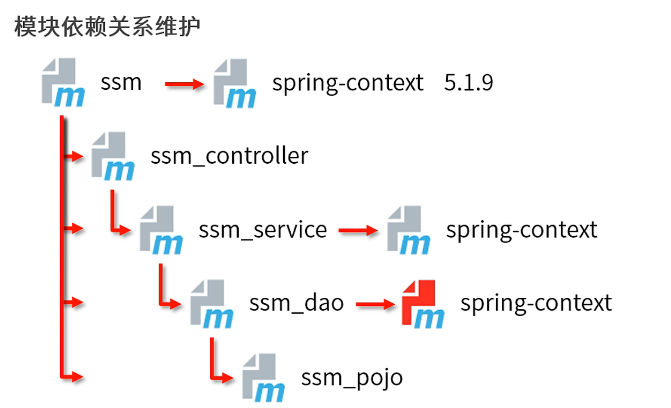 模块依赖关系维护
m ssm m spring-context 5.1.9
m ssm_controller
m ssm_service m spring-context
m ssm_dao m spring-context
m ssm_pojo